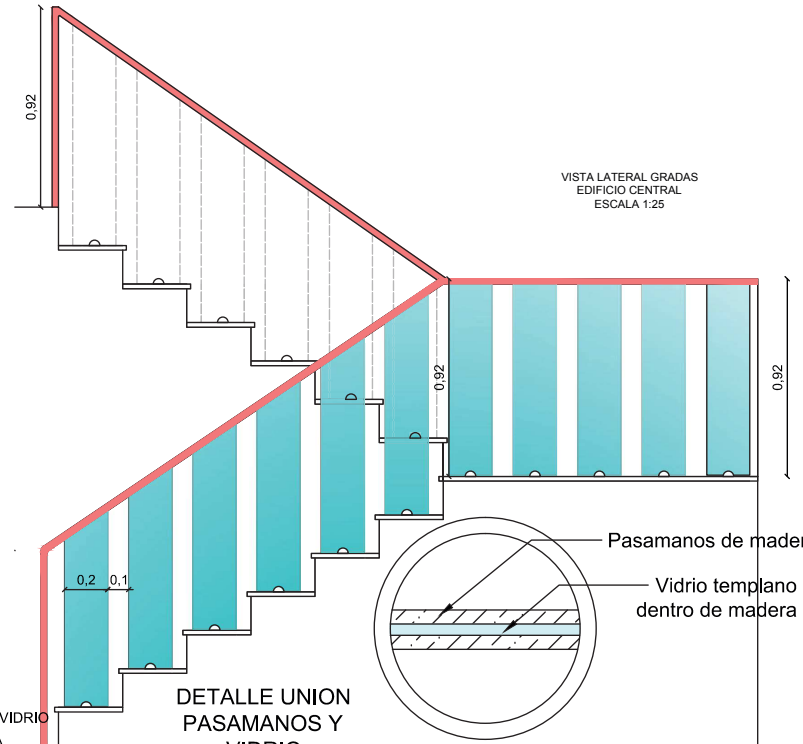 0,92
VISTA LATERAL GRADAS
EDIFICIO CENTRAL
ESCALA 1:25
0,92
0,92
Pasamanos de mader
0,2
0,1
Vidrio templano
dentro de madera
DETALLE UNION
PASAMANOS Y
VIDRIO
VIDRIO